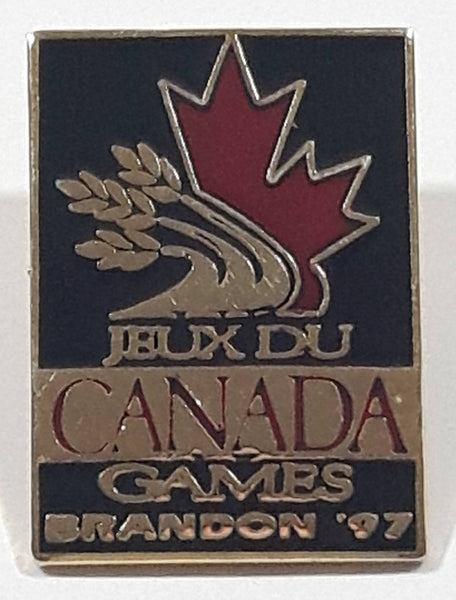 JEUX DU
CANADA
GAMES
BRANDON '97